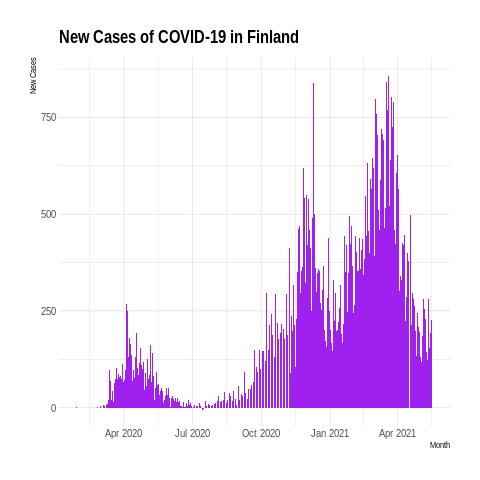 New Cases of COVID-19 in Finland
New Cases
750
500
250
0
Apr 2020
Jul 2020
Oct 2020
Jan 2021
Apr 2021
Month